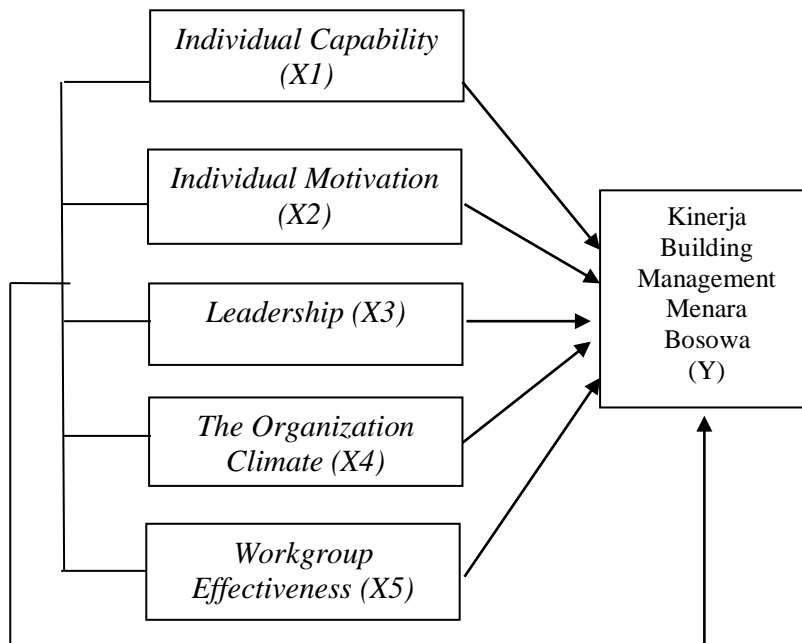 Individual Capability
(X1)
Individual Motivation
(X2)
Leadership (X3)
The Organization
Climate (X4)
Workgroup
Effectiveness (X5)
Kinerja
Building
Management
Menara
Bosowa
(Y)